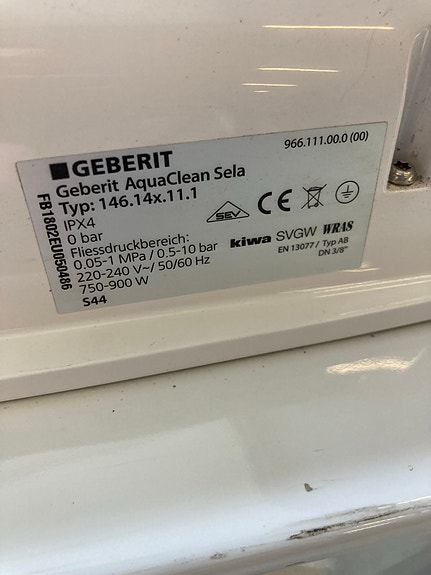 966.111.00.0 (00)
GEBERIT
Geberit AquaClean Sela
Typ: 146.14x.11.1
IPX4
0 bar
Fliessdruckbereich:
0.05-1 MPa / 0.5-10 bar
220-240 V~/ 50/60 Hz
750-900 W
S44
FB1802EU050486
SEV
CE
kiwa SVGW WRAS
EN 13077 / Typ AB
DN 3/8"